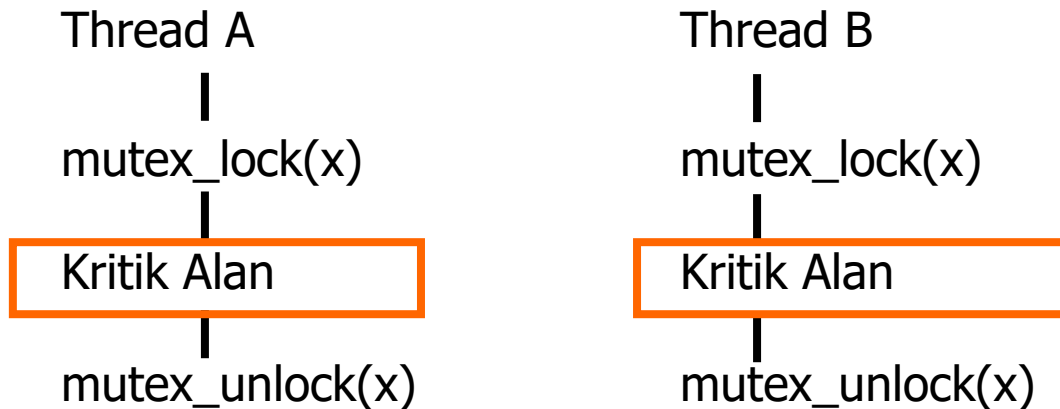 Thread A
mutex_lock(x)
Kritik Alan
mutex_unlock(x)
Thread B
mutex_lock(x)
Kritik Alan
mutex_unlock(x)